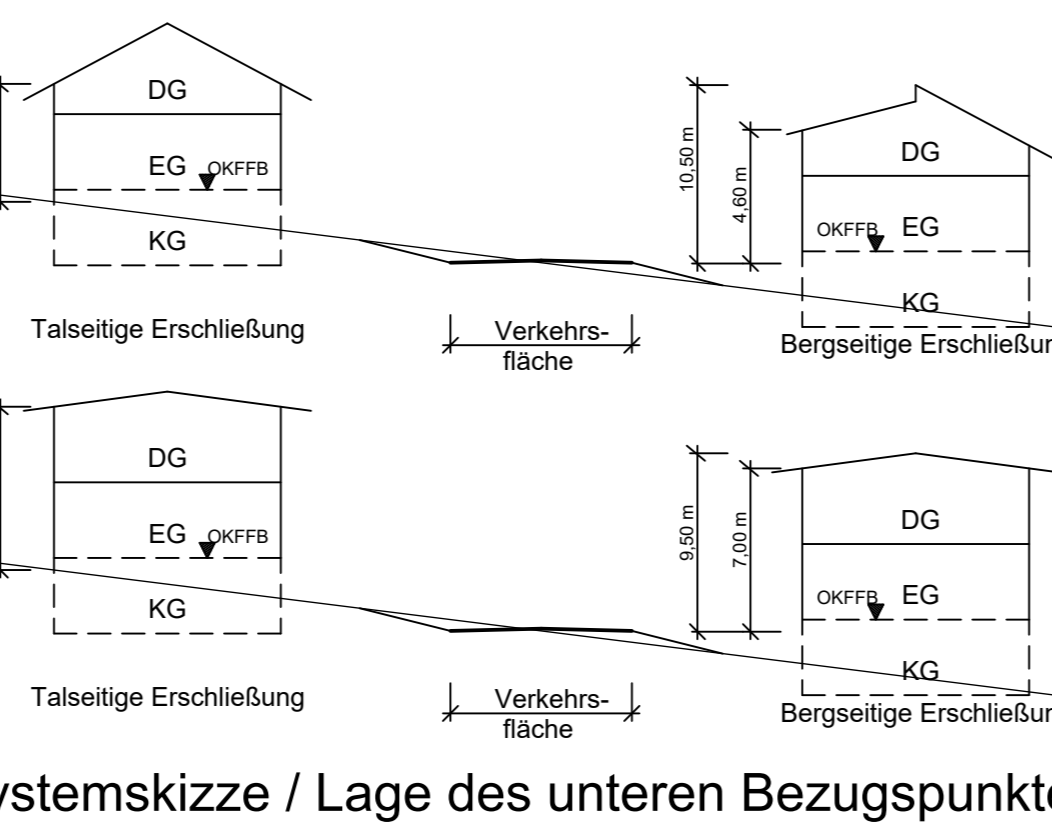 DG
EG OKFFB
KG
Talseitige Erschließung
Verkehrs-
fläche
10,50 m
4,60 m
DG
OKFFB EG
KG
Bergseitige Erschließun
DG
EG OKFFB
KG
Talseitige Erschließung
Verkehrs-
fläche
9,50 m
7,00 m
DG
OKFFB EG
KG
Bergseitige Erschließun
ystemskizze / Lage des unteren Bezugspunkte